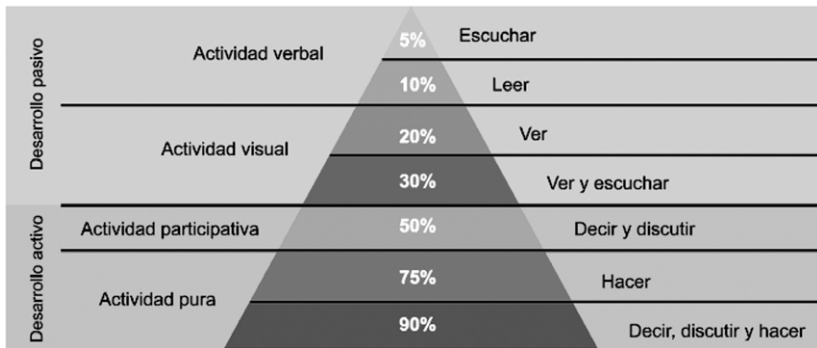 Desarrollo pasivo
Actividad verbal
5%
Escuchar
10%
Leer
Actividad visual
20%
Ver
30%
Ver y escuchar
Desarrollo activo
Actividad participativa
50%
Decir y discutir
Actividad pura
75%
Hacer
90%
Decir, discutir y hacer